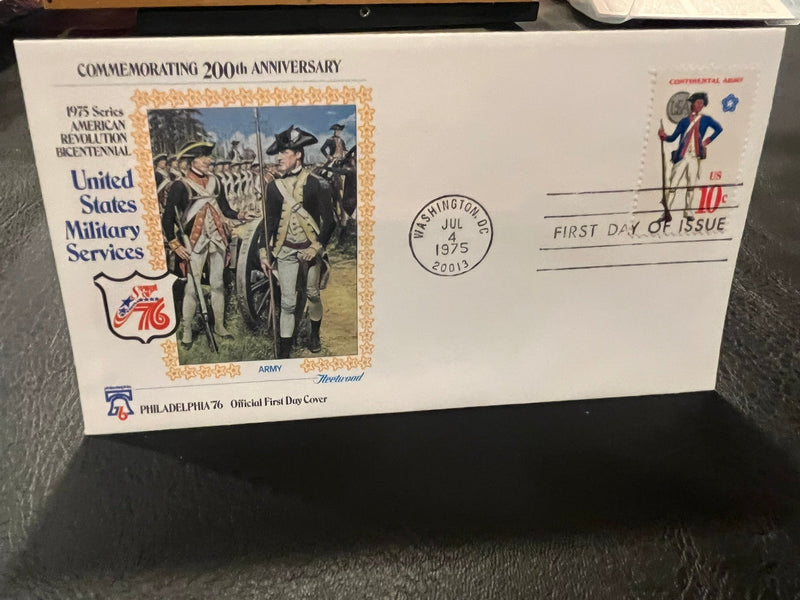 COMMEMORATING 200th ANNIVERSARY
1975 Series
AMERICAN
REVOLUTION
BICENTENNIAL
United
States
Military
Services
76
ARMY
Fleetwood
PHILADELPHIA '76 Official First Day Cover
WASHINGTON, DC
JUL
4
1975
20013
CONTINENTAL ARMY
US
10c
FIRST DAY OF ISSUE